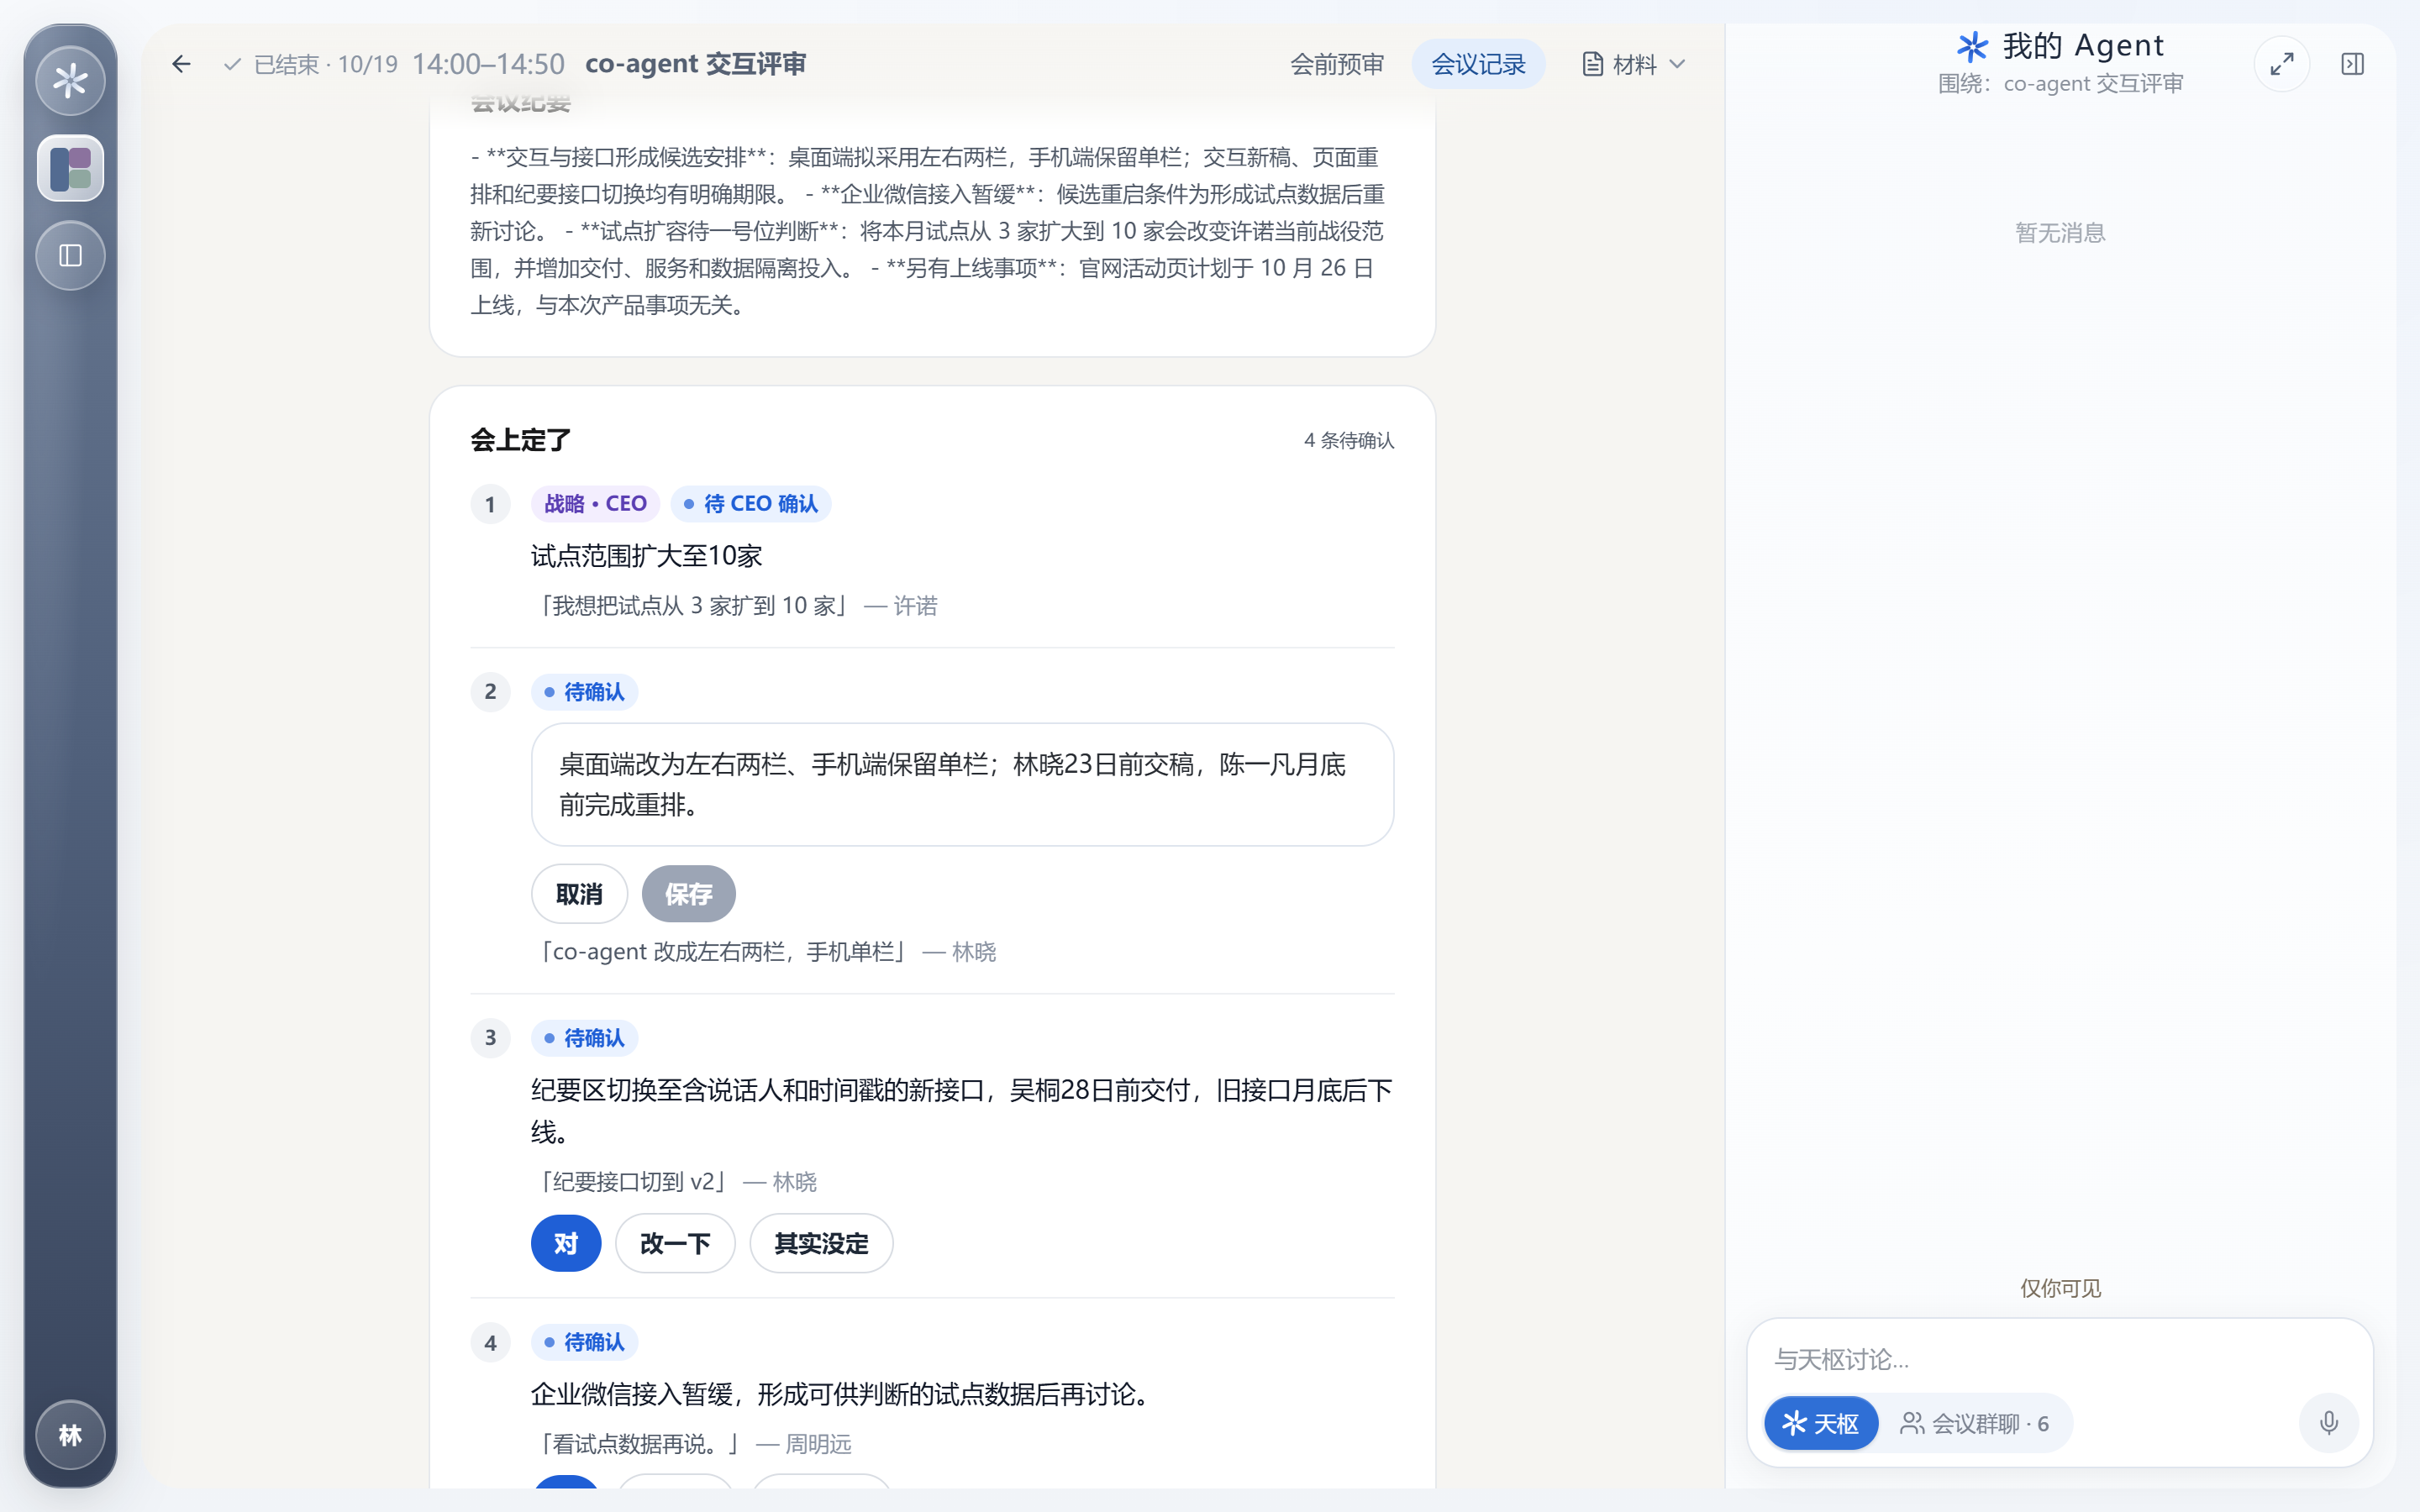 已结束 · 10/19 14:00–14:50 co-agent 交互评审
会前预审 会议记录 材料
会议纪要
- **交互与接口形成候选安排**：桌面端拟采用左右两栏，手机端保留单栏；交互新稿、页面重
排和纪要接口切换均有明确期限。 - **企业微信接入暂缓**：候选重启条件为形成试点数据后重
新讨论。 - **试点扩容待一号位判断**：将本月试点从 3 家扩大到 10 家会改变许诺当前战役范
围，并增加交付、服务和数据隔离投入。 - **另有上线事项**：官网活动页计划于 10 月 26 日
上线，与本次产品事项无关。
会上定了
4 条待确认
1 战略 • CEO 待 CEO 确认
试点范围扩大至10家
「我想把试点从 3 家扩到 10 家」 — 许诺
2 待确认
桌面端改为左右两栏、手机端保留单栏；林晓23日前交稿，陈一凡月底
前完成重排。
取消 保存
「co-agent 改成左右两栏，手机单栏」 — 林晓
3 待确认
纪要区切换至含说话人和时间戳的新接口，吴桐28日前交付，旧接口月底后下
线。
「纪要接口切到 v2」 — 林晓
对 改一下 其实没定
4 待确认
企业微信接入暂缓，形成可供判断的试点数据后再讨论。
「看试点数据再说。」 — 周明远
林
我的 Agent
围绕：co-agent 交互评审
暂无消息
仅你可见
与天枢讨论...
天枢 会议群聊 · 6